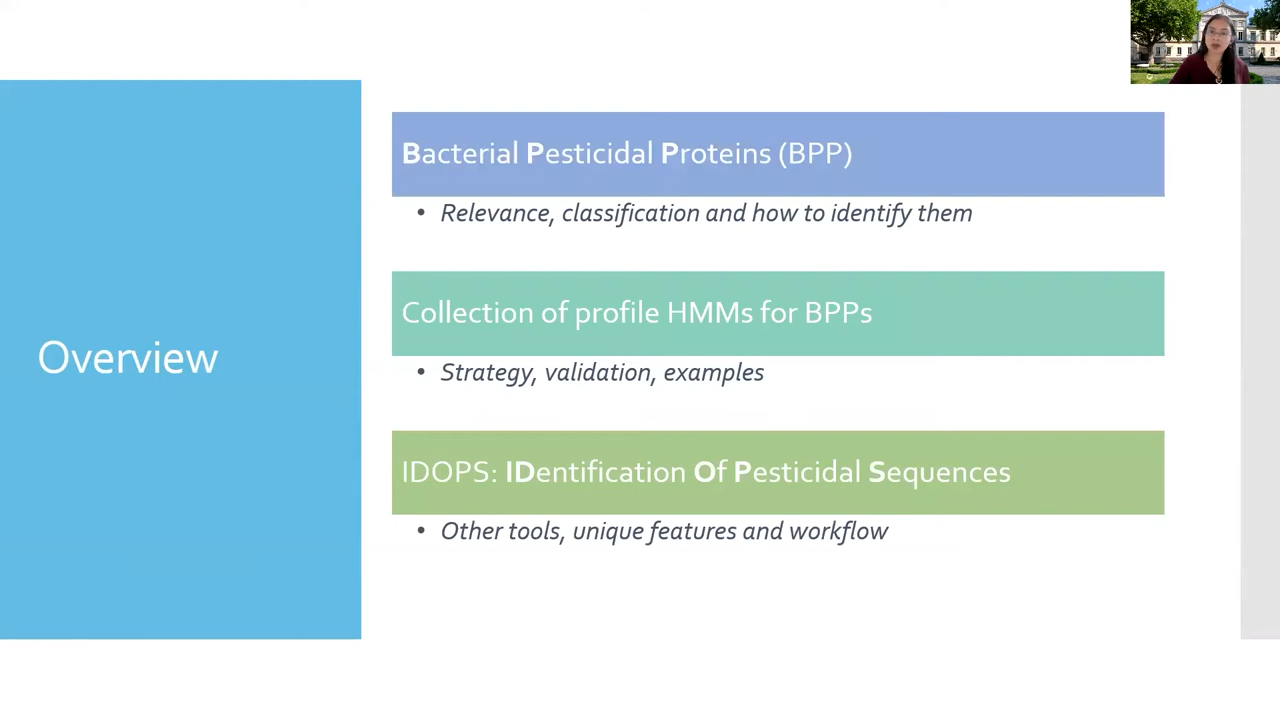 Overview
Bacterial Pesticidal Proteins (BPP)
• Relevance, classification and how to identify them
Collection of profile HMMs for BPPs
• Strategy, validation, examples
IDOPS: IDentification Of Pesticidal Sequences
• Other tools, unique features and workflow